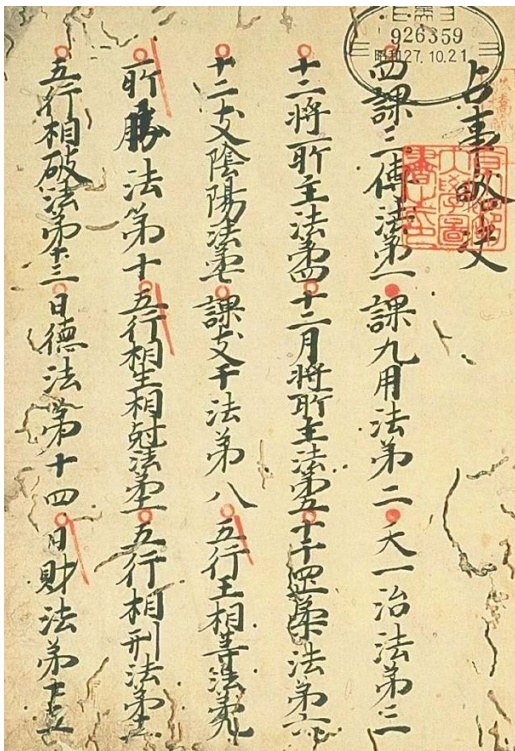 926359
昭和27.10.21
占事略决
四課三傳法第一 課九用法第二 天一治法第三
十二將所主法第四 十二月將所主法第五 十干罡柔法第六
十二支陰陽法第七 課支干法第八 五行王相等法第九
所勝法第十 五行相生相尅法第十一 五行相刑法第十二
五行相破法第十三 日德法第十四 日財法第十五